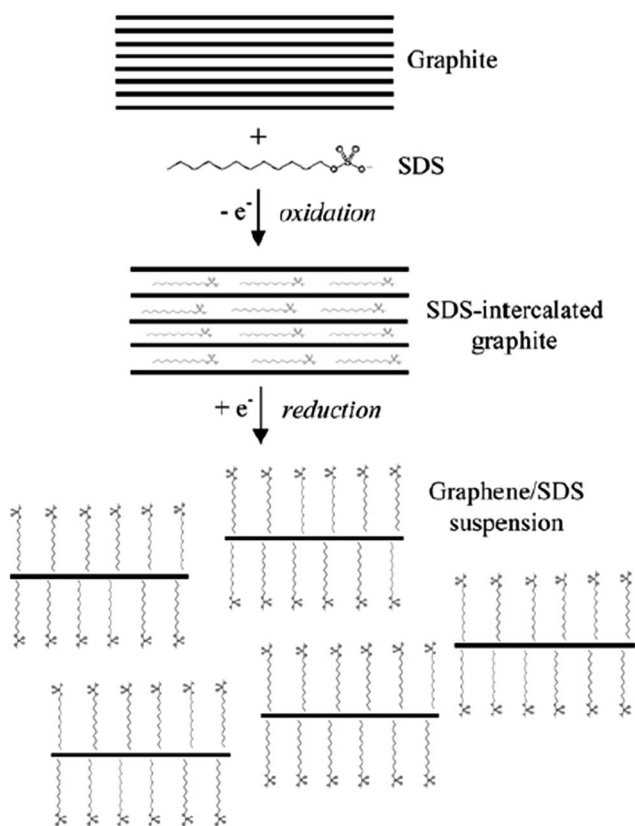 Graphite
+
SDS
- e⁻ oxidation
SDS-intercalated
graphite
+ e⁻ reduction
Graphene/SDS
suspension